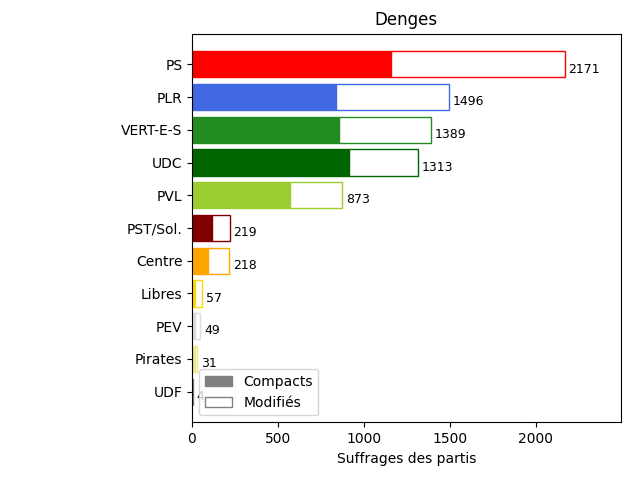 Denges
PS 2171
PLR 1496
VERT-E-S 1389
UDC 1313
PVL 873
PST/Sol. 219
Centre 218
Libres 57
PEV 49
Pirates 31
UDF 4
Compacts
Modifiés
0 500 1000 1500 2000
Suffrages des partis